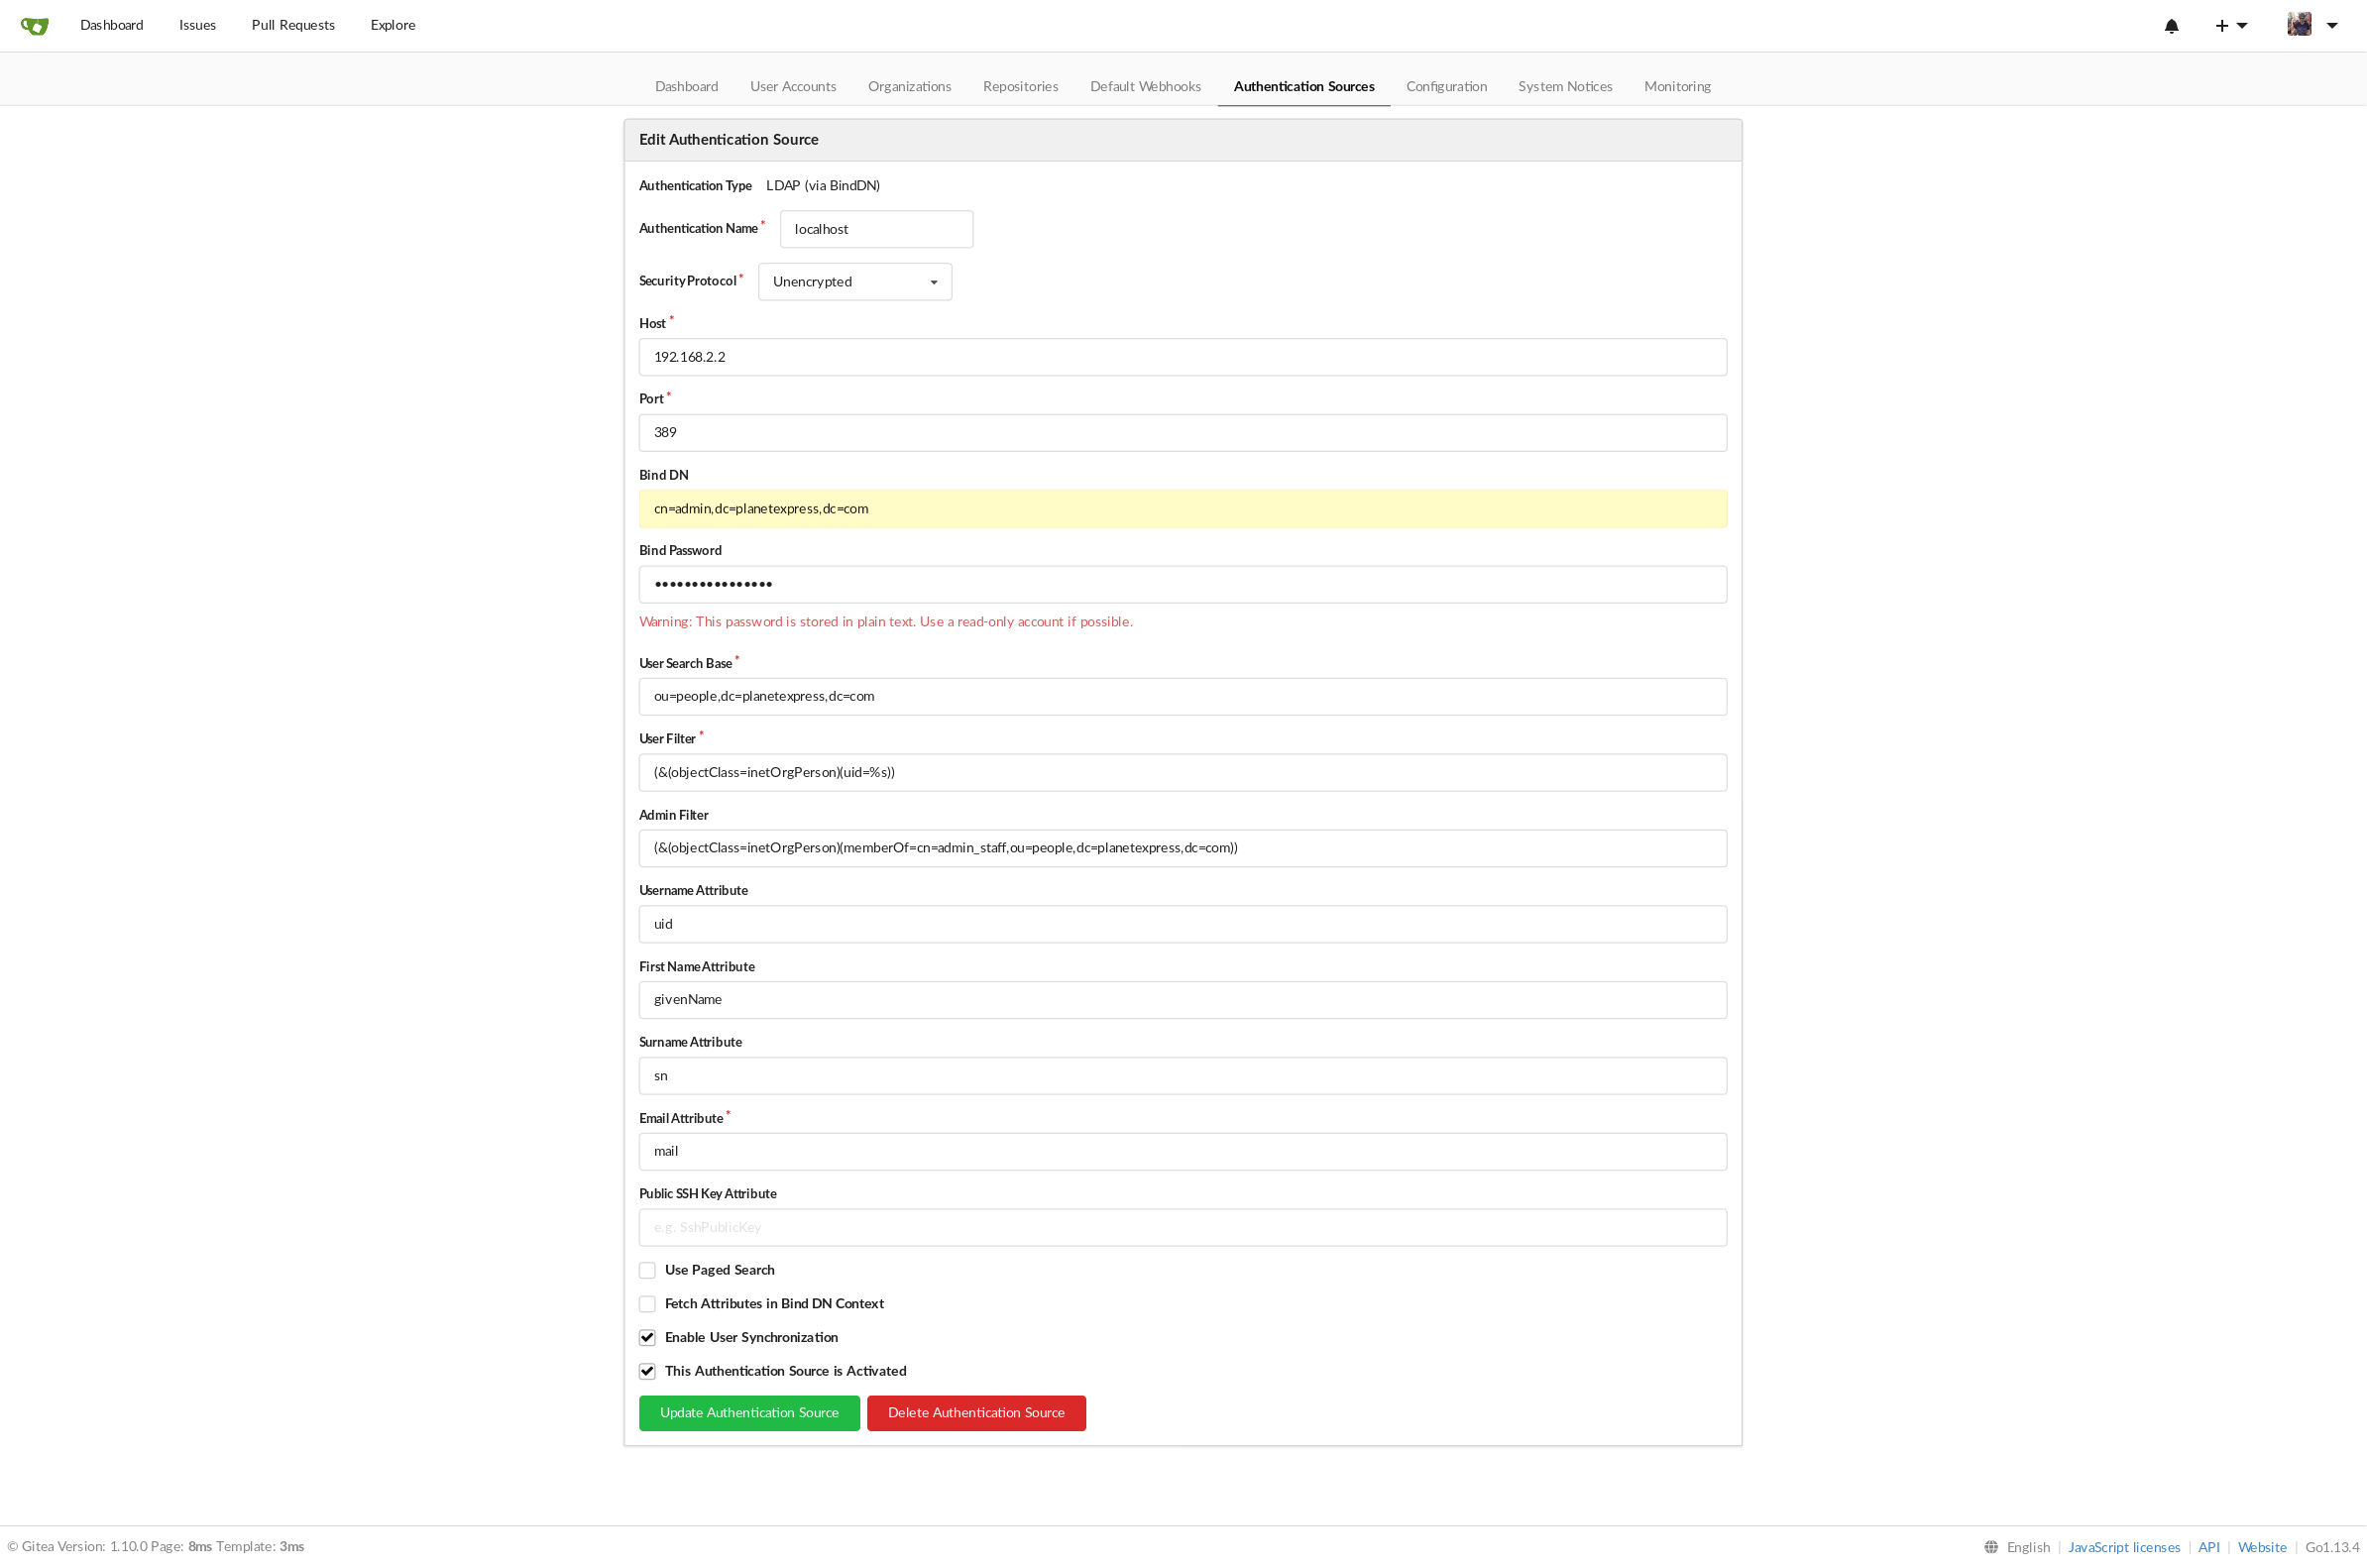 Dashboard Issues Pull Requests Explore
Dashboard User Accounts Organizations Repositories Default Webhooks Authentication Sources Configuration System Notices Monitoring
Edit Authentication Source
Authentication Type LDAP (via BindDN)
Authentication Name* localhost
Security Protocol* Unencrypted
Host*
192.168.2.2
Port*
389
Bind DN
cn=admin,dc=planetexpress,dc=com
Bind Password
••••••••••••••••
Warning: This password is stored in plain text. Use a read-only account if possible.
User Search Base*
ou=people,dc=planetexpress,dc=com
User Filter*
(&(objectClass=inetOrgPerson)(uid=%s))
Admin Filter
(&(objectClass=inetOrgPerson)(memberOf=cn=admin_staff,ou=people,dc=planetexpress,dc=com))
Username Attribute
uid
First Name Attribute
givenName
Surname Attribute
sn
Email Attribute*
mail
Public SSH Key Attribute
e.g. SshPublicKey
Use Paged Search
Fetch Attributes in Bind DN Context
Enable User Synchronization
This Authentication Source is Activated
Update Authentication Source Delete Authentication Source
© Gitea Version: 1.10.0 Page: 8ms Template: 3ms English | JavaScript licenses | API | Website | Go1.13.4